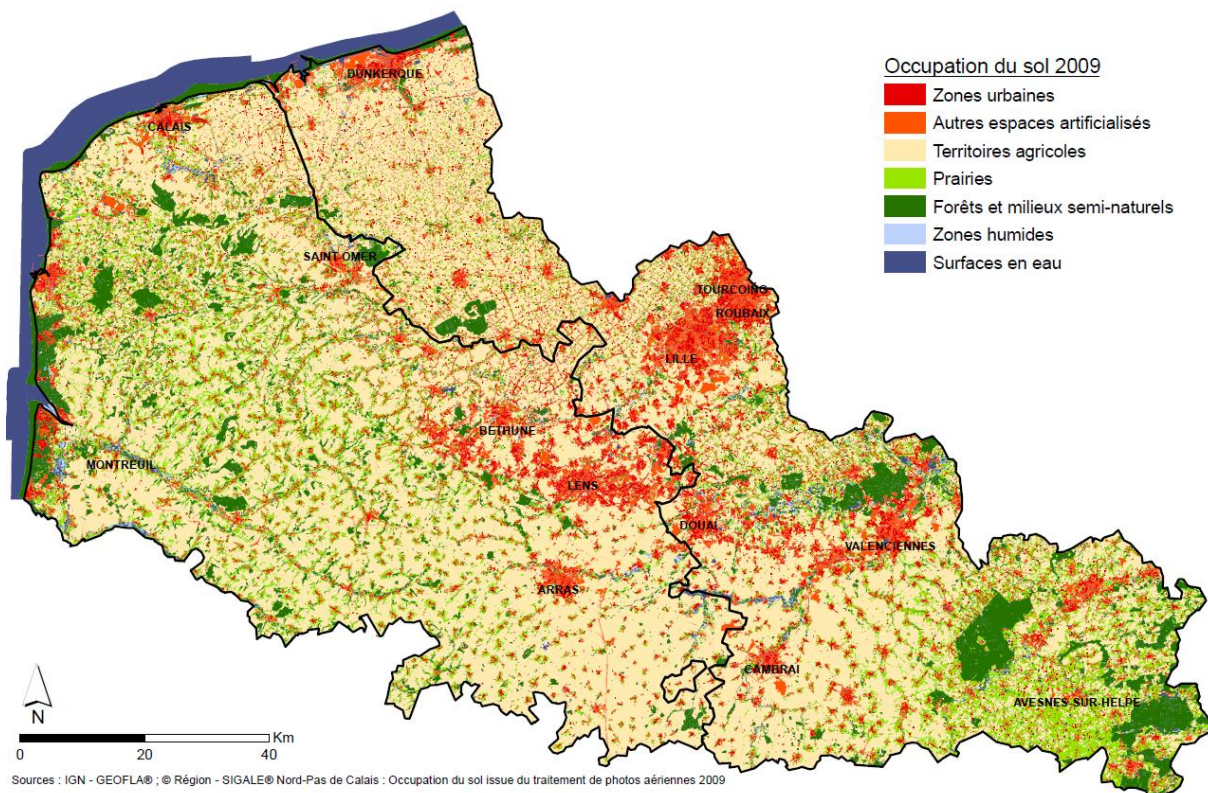 DUNKERQUE
CALAIS
Occupation du sol 2009
Zones urbaines
Autres espaces artificialisés
Territoires agricoles
Prairies
Forêts et milieux semi-naturels
Zones humides
Surfaces en eau
SAINT-OMER
TOURCOING
ROUBAIX
LILLE
BETHUNE
MONTREUIL
LENS
DOUAI
VALENCIENNES
ARRAS
CAMBRAI
AVESNES-SUR-HELPE
N
Km
0 20 40
Sources : IGN - GEOFLA® ; © Région - SIGALE® Nord-Pas de Calais : Occupation du sol issue du traitement de photos aériennes 2009